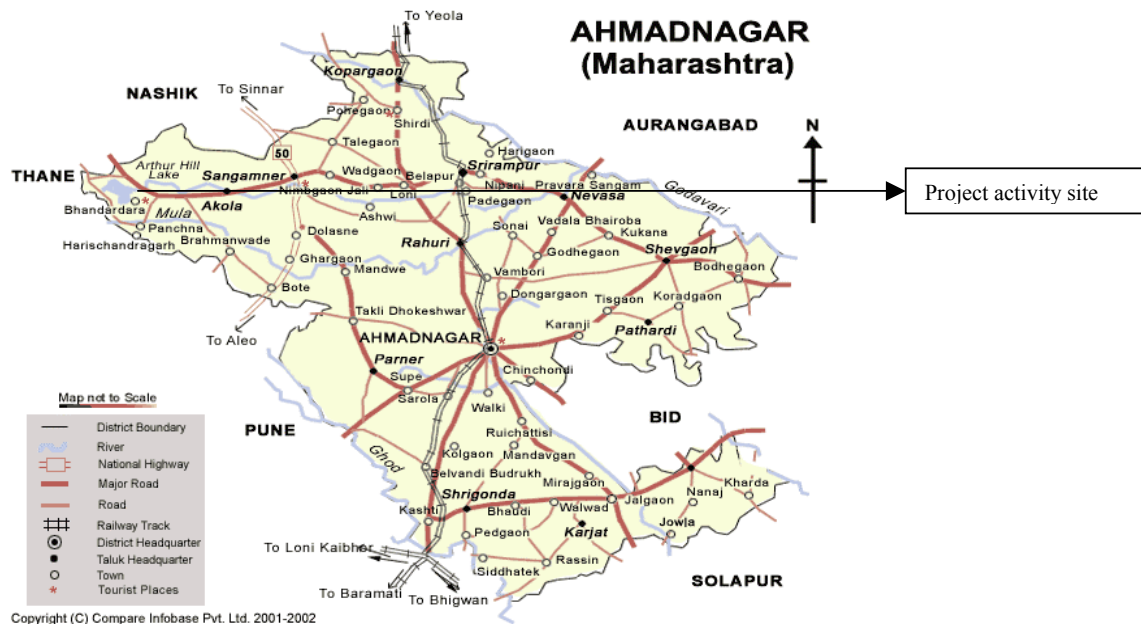 To Yeola
AHMADNAGAR
(Maharashtra)
Kopargaon
NASHIK
To Sinnar
Pohegaon
Shirdi
AURANGABAD
N
Talegaon
Harigaon
50
Arthur Hill
Lake
Srirampur
THANE
Sangamner
Wadgaon
Belapur
Nipani
Pravara Sangam
Godavari
Nimbgaon Jali
Loni
Padegaon
Nevasa
Project activity site
Akola
Bhandardara
Mula
Ashwi
Panchna
Harischandragarh
Brahmanwade
Dolasne
Rahuri
Sonai
Vadala Bhairoba
Kukana
Shevgaon
Ghargaon
Godhegaon
Mandwe
Vambori
Bodhegaon
Bote
Dongargaon
Tisgaon
Koradgaon
Takli Dhokeshwar
To Aleo
Karanji
Pathardi
AHMADNAGAR
Parner
Chinchondi
Supe
Sarola
Walki
Map not to Scale
BID
PUNE
Ruichattisi
District Boundary
River
National Highway
Major Road
Road
Railway Track
District Headquarter
Taluk Headquarter
Town
Tourist Places
Ghod
Kolgaon
Mandavgan
Belvandi Budrukh
Mirajgaon
Kharda
Shrigonda
Nanaj
Jalgaon
Kashti
Bhaudi
Walwad
Jowla
Pedgaon
Karjat
To Loni Kaibhor
Siddhatek
Rassin
SOLAPUR
To Baramati
To Bhigwan
Copyright (C) Compare Infobase Pvt. Ltd. 2001-2002